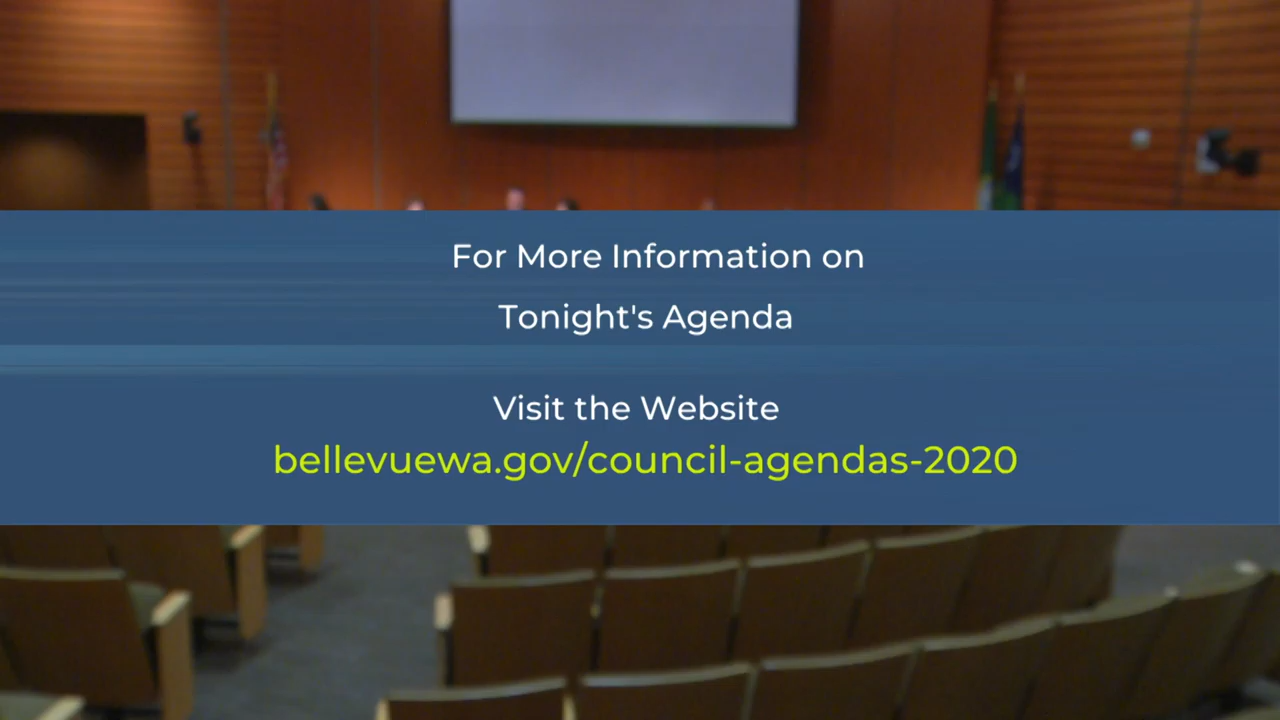 For More Information on
Tonight's Agenda
Visit the Website
bellevuewa.gov/council-agendas-2020